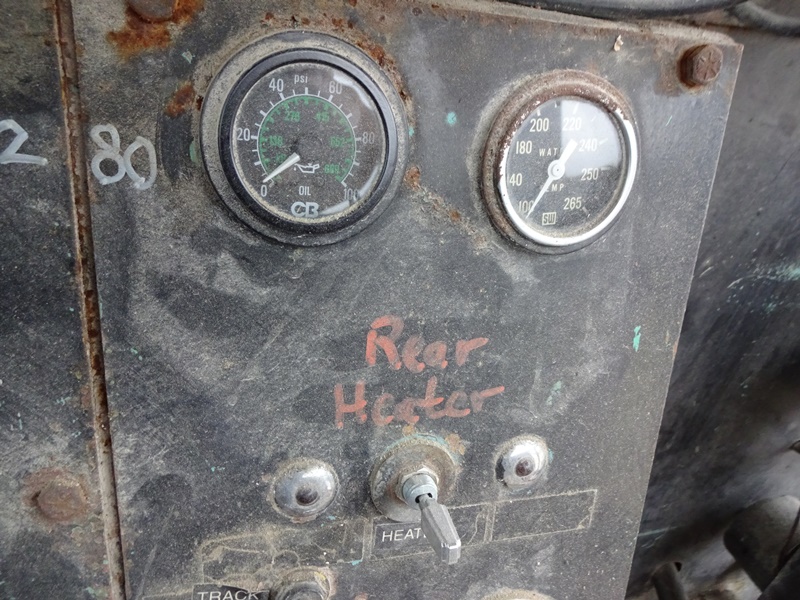 2 80
psi
40 60
20 80
0 100
OIL
CB
200 220
180 240
WAT
140 250
TEMP
100 265
SW
Rear
Heater
HEAT
TRACK